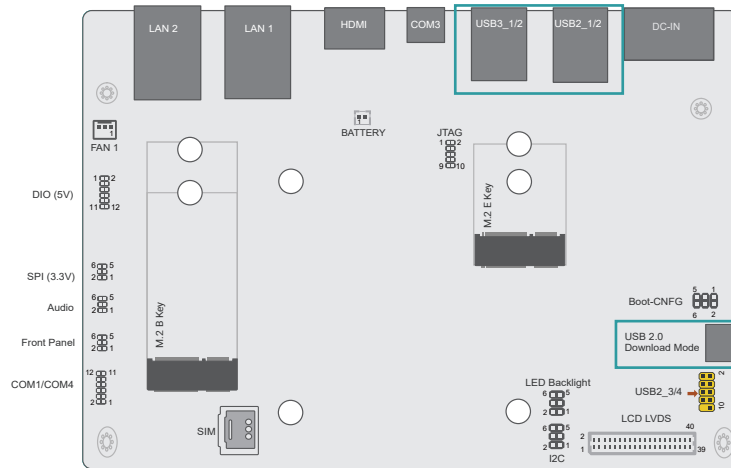 LAN 2
LAN 1
HDMI
COM3
USB3_1/2
USB2_1/2
DC-IN
1
BATTERY
JTAG
1 2
9 10
1
FAN 1
DIO (5V)
1 2
11 12
M.2 E Key
SPI (3.3V)
6 5
2 1
Audio
6 5
2 1
Front Panel
6 5
2 1
COM1/COM4
12 11
2 1
M.2 B Key
Boot-CNFG
5 1
6 2
USB 2.0
Download Mode
USB2_3/4
2
10
LED Backlight
6 5
2 1
6 5
2 1
I2C
SIM
LCD LVDS
40
2
1
39